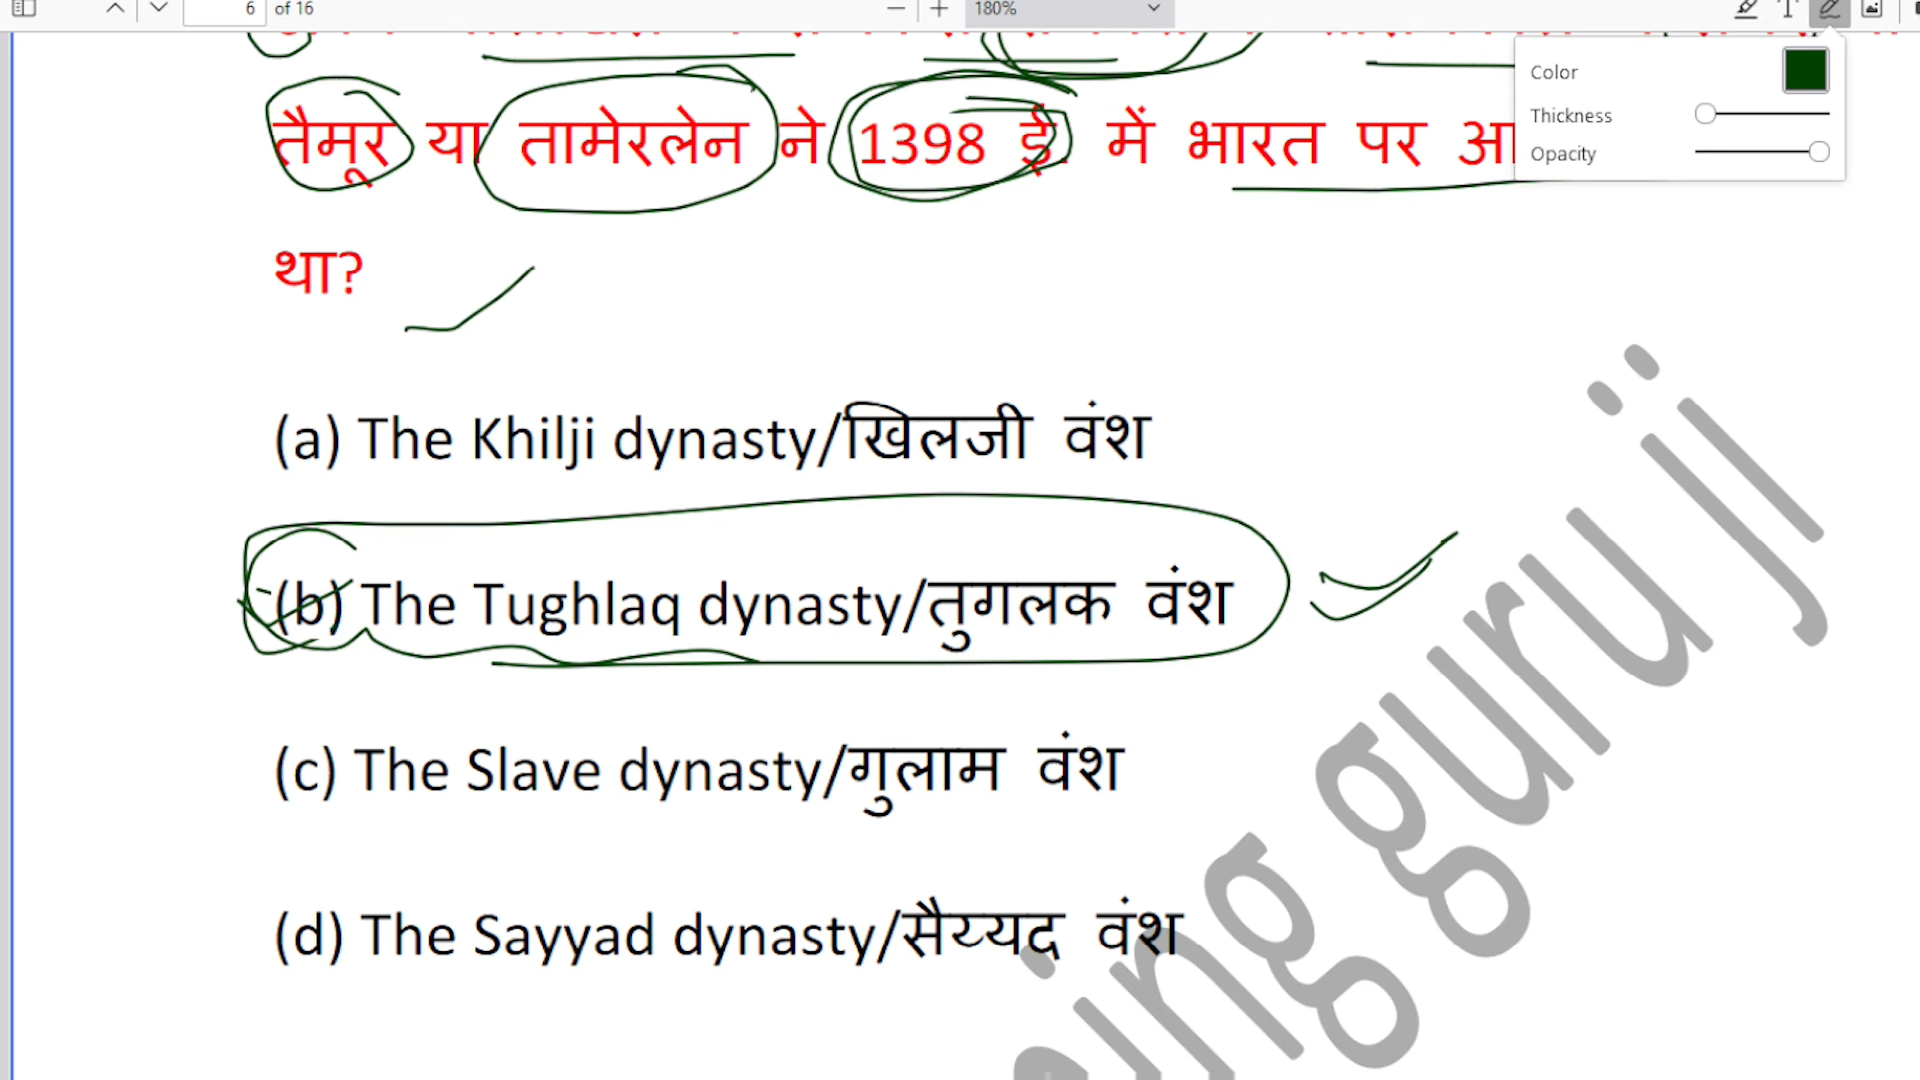 6 of 16 180%
Color
Thickness
Opacity
तैमूर या तामेरलेन ने 1398 ई. में भारत पर
था?
(a) The Khilji dynasty/खिलजी वंश
(b) The Tughlaq dynasty/तुगलक वंश
(c) The Slave dynasty/गुलाम वंश
(d) The Sayyad dynasty/सैय्यद वंश
guru ji